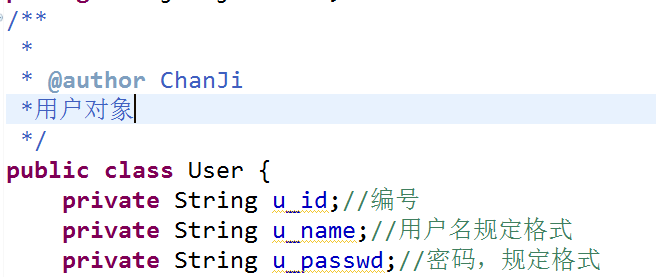 /**
 *
 * @author ChanJi
 *用户对象
 */
public class User {
    private String u_id;//编号
    private String u_name;//用户名规定格式
    private String u_passwd;//密码，规定格式